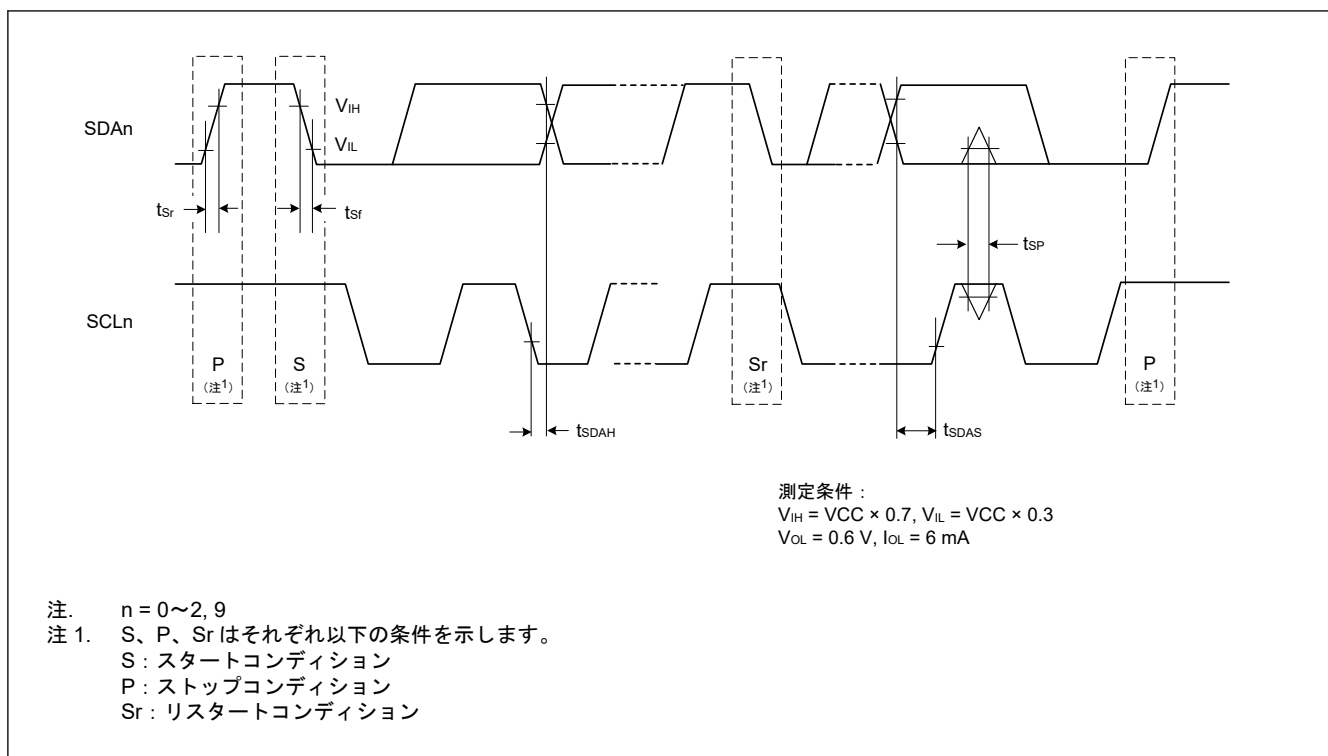 SDAn
VIH
VIL
tSr
tSf
tSP
SCLn
P
(注1)
S
(注1)
Sr
(注1)
P
(注1)
tSDAH
tSDAS
測定条件：
VIH = VCC × 0.7, VIL = VCC × 0.3
VOL = 0.6 V, IOL = 6 mA
注. n = 0～2, 9
注 1. S、P、Sr はそれぞれ以下の条件を示します。
S：スタートコンディション
P：ストップコンディション
Sr：リスタートコンディション